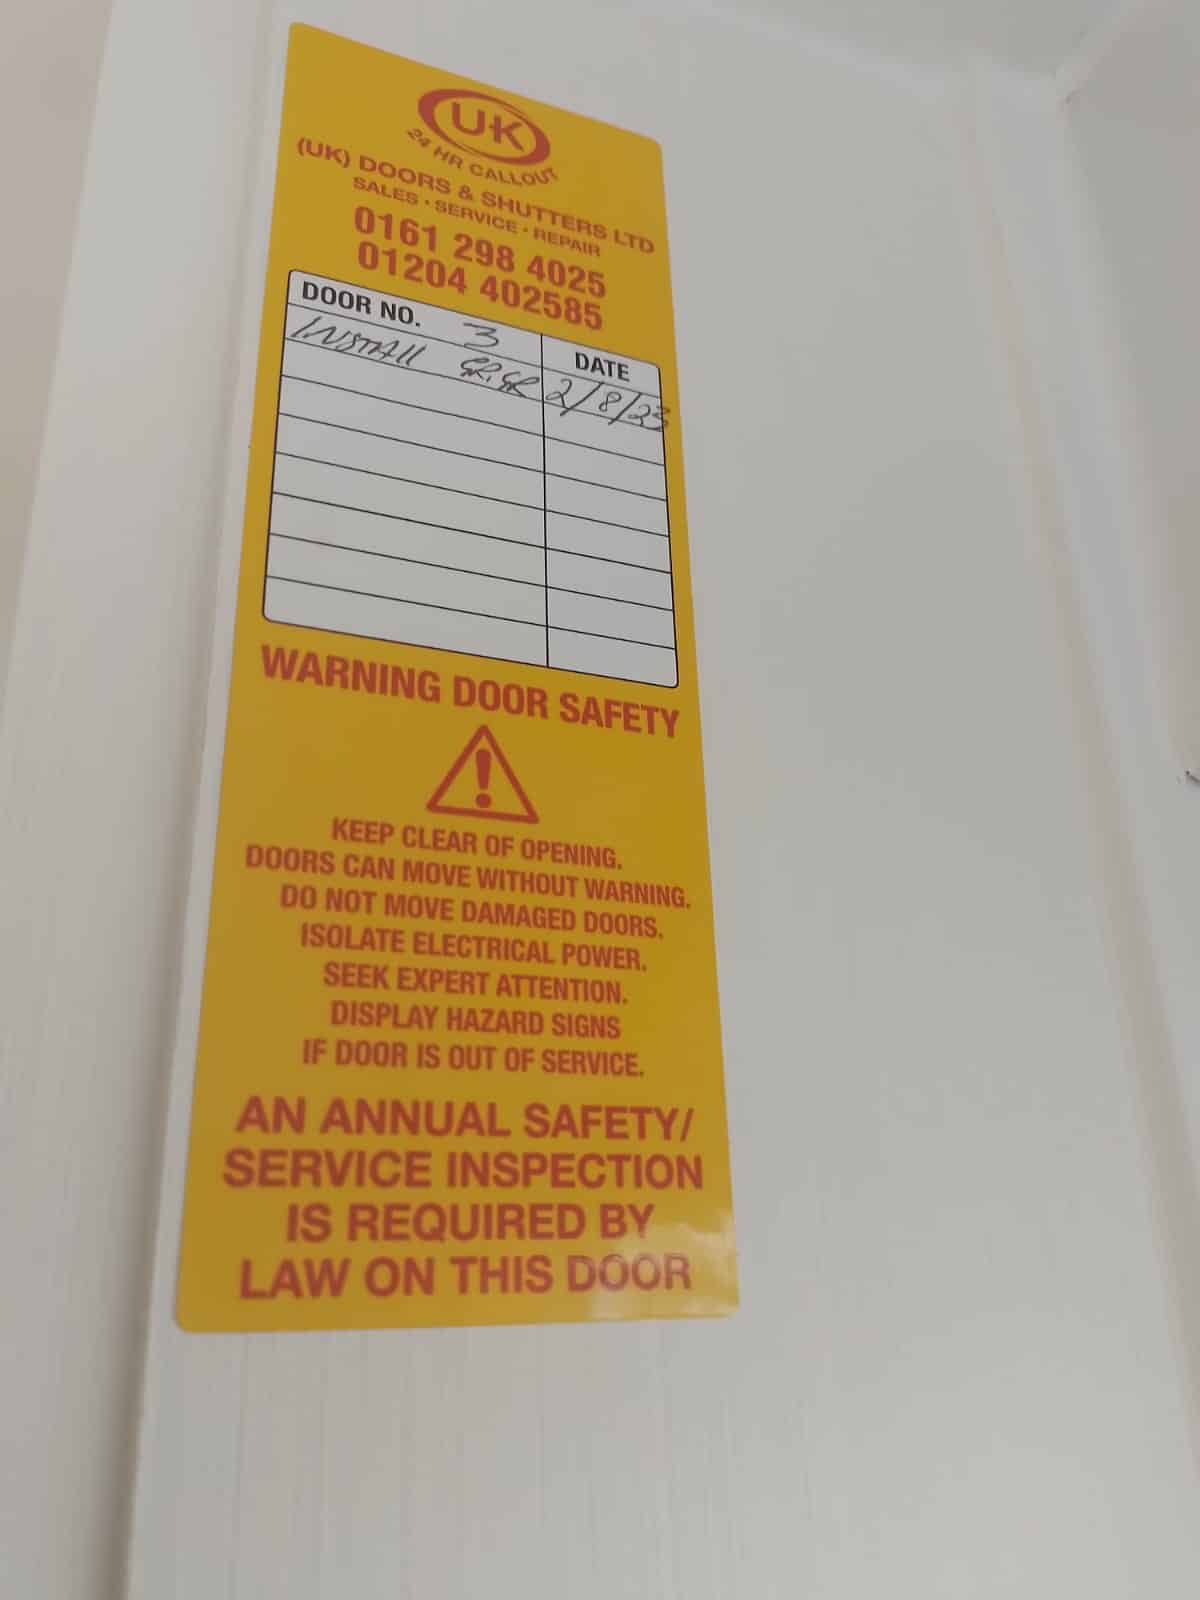 UK
24 HR CALLOUT
(UK) DOORS & SHUTTERS LTD
SALES · SERVICE · REPAIR
0161 298 4025
01204 402585
DOOR NO. 3 DATE
INSTALL 2/8/23
WARNING DOOR SAFETY
KEEP CLEAR OF OPENING.
DOORS CAN MOVE WITHOUT WARNING.
DO NOT MOVE DAMAGED DOORS.
ISOLATE ELECTRICAL POWER.
SEEK EXPERT ATTENTION.
DISPLAY HAZARD SIGNS
IF DOOR IS OUT OF SERVICE.
AN ANNUAL SAFETY/
SERVICE INSPECTION
IS REQUIRED BY
LAW ON THIS DOOR